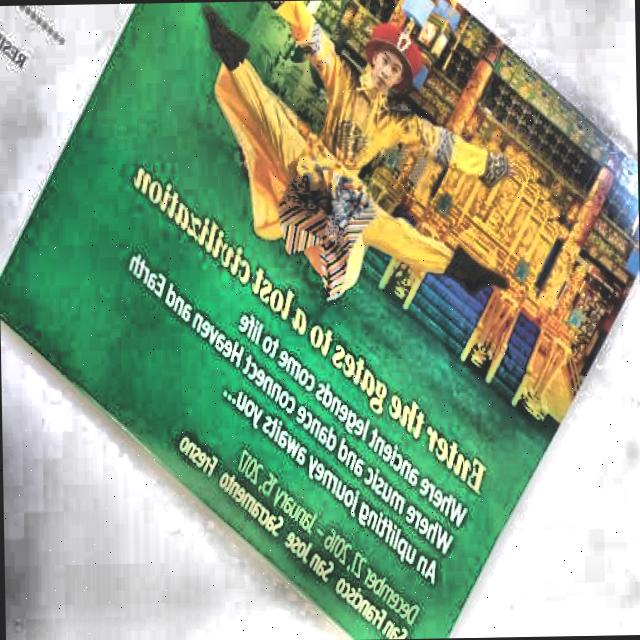 Enter the gates to a lost civilization
Where ancient legends come to life
Where music and dance connect Heaven and Earth
An uplifting journey awaits you...
December 27, 2016 – January 15, 2017
San Francisco San Jose Sacramento Fresno